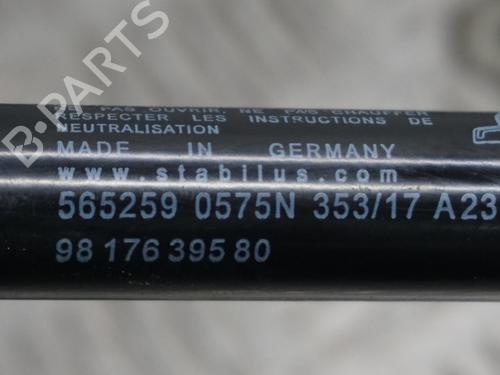 NE PAS OUVRIR, NE PAS CHAUFFER
RESPECTER LES INSTRUCTIONS DE
NEUTRALISATION
MADE IN GERMANY
www.stabilus.com
565259 0575N 353/17 A23
98 176 395 80
B-PARTS